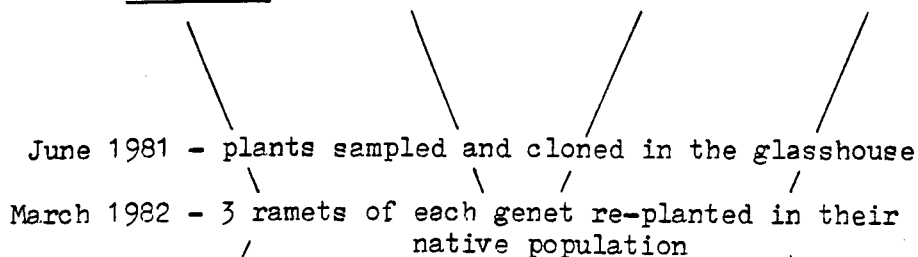 June 1981 - plants sampled and cloned in the glasshouse
March 1982 - 3 ramets of each genet re-planted in their
native population